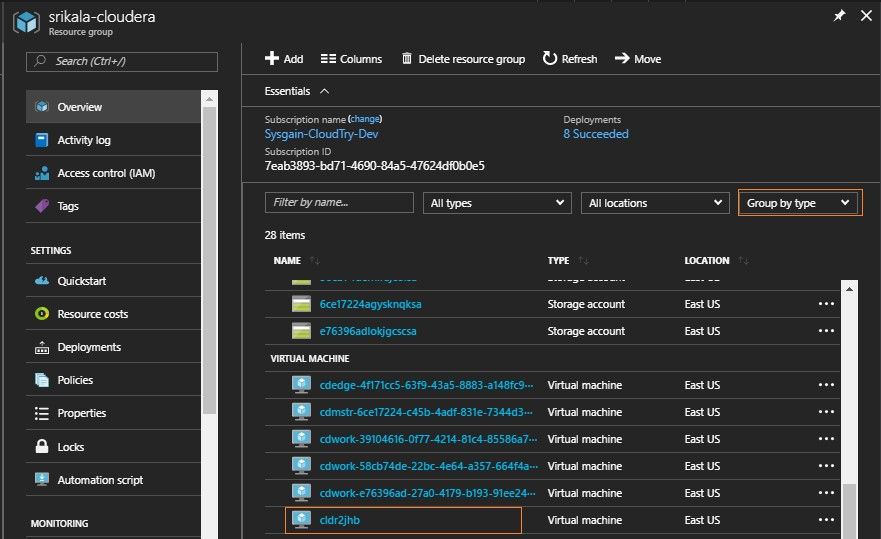 srikala-cloudera
Resource group
Search (Ctrl+/)
Overview
Activity log
Access control (IAM)
Tags
SETTINGS
Quickstart
Resource costs
Deployments
Policies
Properties
Locks
Automation script
MONITORING
Add Columns Delete resource group Refresh Move
Essentials
Subscription name (change) Deployments
Sysgain-CloudTry-Dev 8 Succeeded
Subscription ID
7eab3893-bd71-4690-84a5-47624df0b0e5
Filter by name... All types All locations Group by type
28 items
NAME TYPE LOCATION
6ce17224agysknqksa Storage account East US ...
e76396adlokjgcscsa Storage account East US ...
VIRTUAL MACHINE
cdedge-4f171cc5-63f9-43a5-8883-a148fc9... Virtual machine East US ...
cdmstr-6ce17224-c45b-4adf-831e-7344d3... Virtual machine East US ...
cdwork-39104616-0f77-4214-81c4-85586a7... Virtual machine East US ...
cdwork-58cb74de-22bc-4e64-a357-664f4a... Virtual machine East US ...
cdwork-e76396ad-27a0-4179-b193-91ee24... Virtual machine East US ...
cldr2jhb Virtual machine East US ...